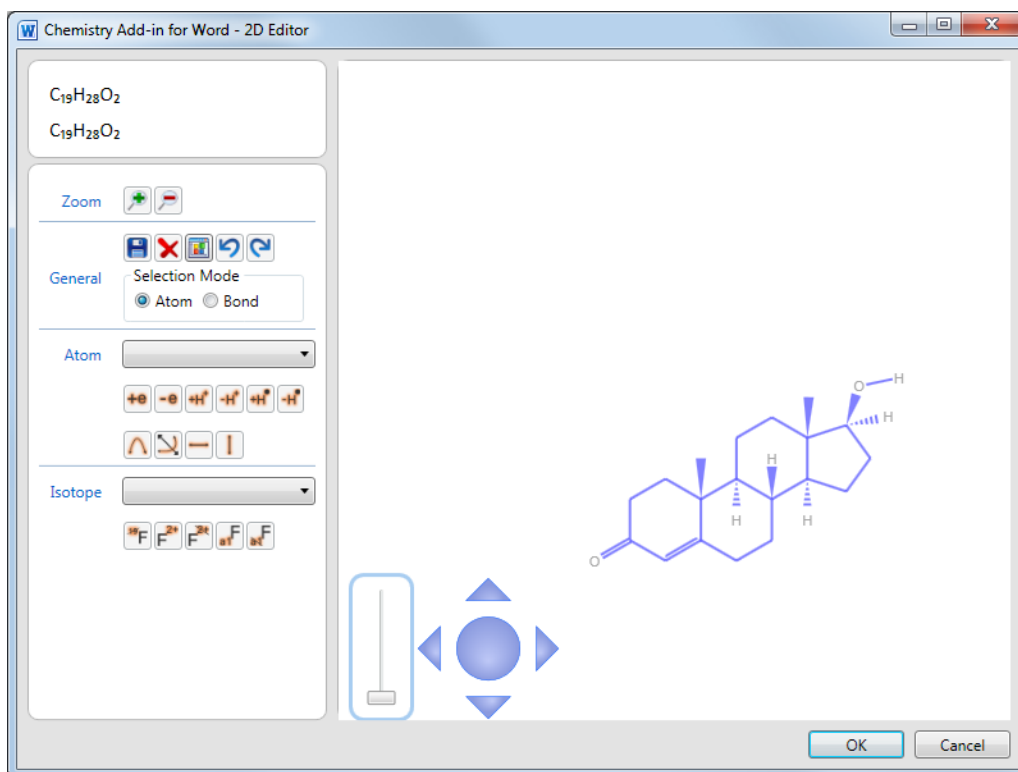 Chemistry Add-in for Word - 2D Editor
C₁₉H₂₈O₂
C₁₉H₂₈O₂
Zoom
General
Selection Mode
Atom Bond
Atom
+e -e +H• -H• +H• -H•
Isotope
F F²⁺ F F F
O H
H
H
H H
O
OK Cancel